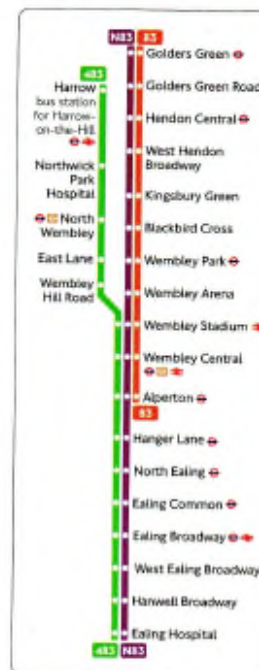 N83 83
Golders Green
483
Harrow
bus station
for Harrow-
on-the-Hill
Golders Green Road
Hendon Central
West Hendon
Broadway
Northwick
Park
Hospital
Kingsbury Green
North
Wembley
Blackbird Cross
East Lane
Wembley Park
Wembley
Hill Road
Wembley Arena
Wembley Stadium
Wembley Central
Alperton
83
Hanger Lane
North Ealing
Ealing Common
Ealing Broadway
West Ealing Broadway
Hanwell Broadway
Ealing Hospital
483 N83